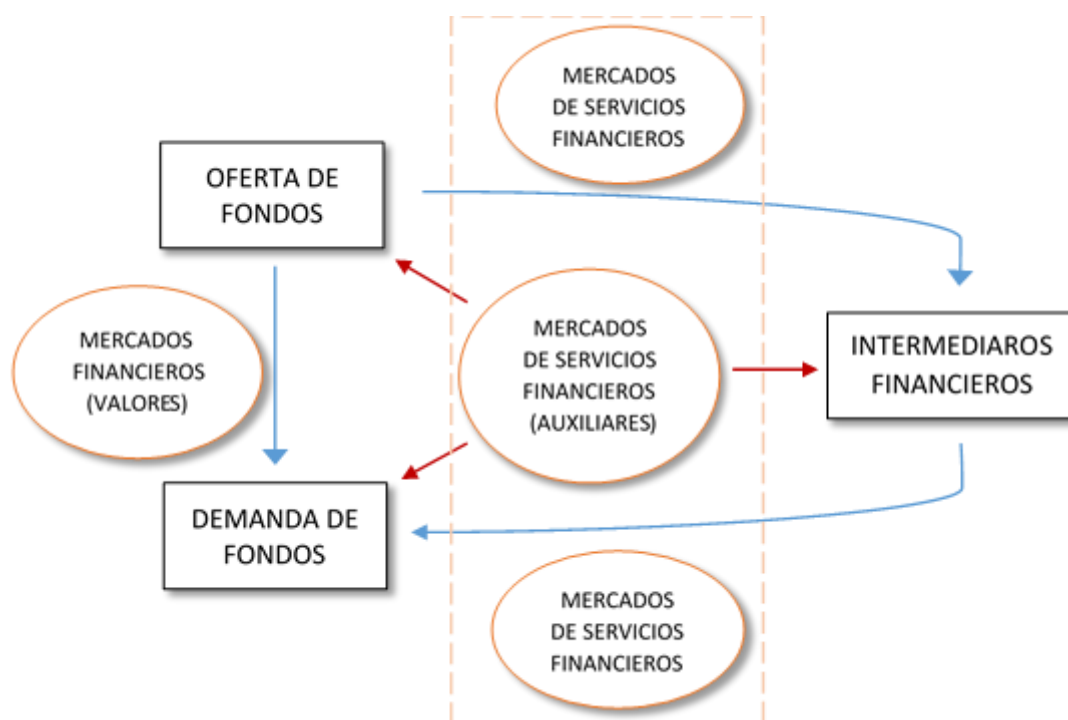 MERCADOS
DE SERVICIOS
FINANCIEROS
OFERTA DE
FONDOS
MERCADOS
FINANCIEROS
(VALORES)
MERCADOS
DE SERVICIOS
FINANCIEROS
(AUXILIARES)
INTERMEDIAROS
FINANCIEROS
DEMANDA DE
FONDOS
MERCADOS
DE SERVICIOS
FINANCIEROS